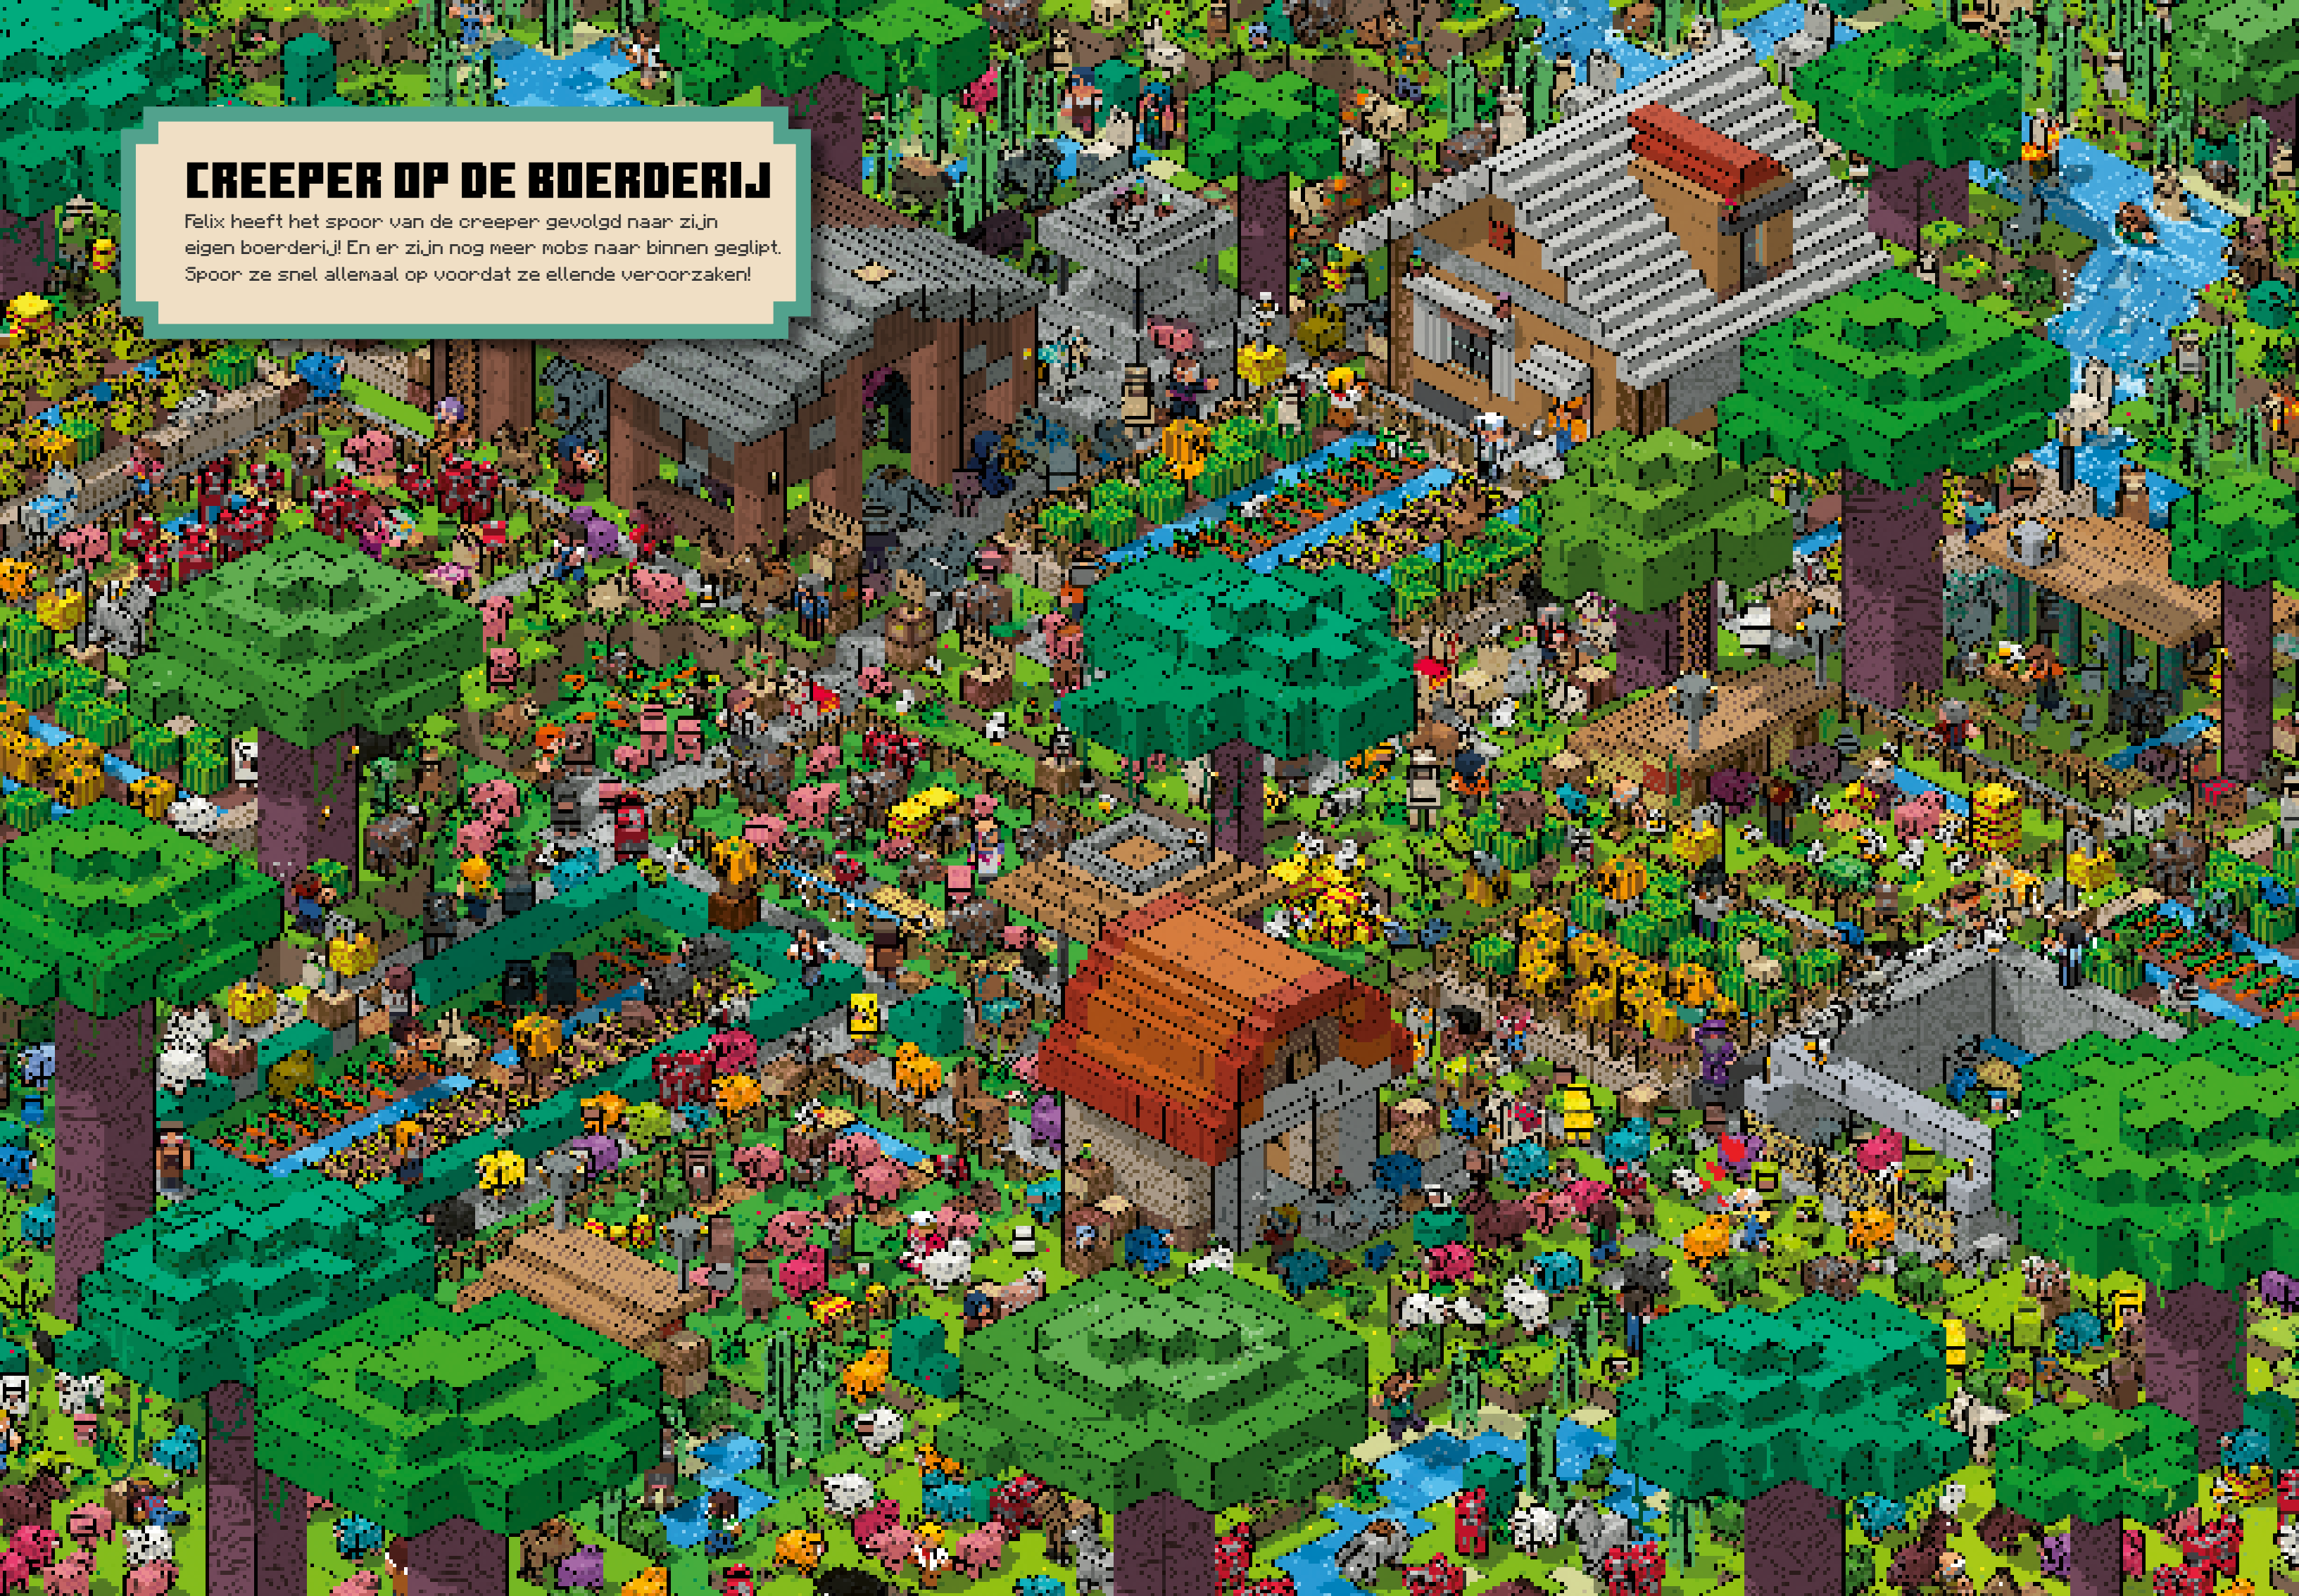 CREEPER OP DE BOERDERIJ
Felix heeft het spoor van de creeper gevolgd naar zijn
eigen boerderij! En er zijn nog meer mobs naar binnen geglipt.
Spoor ze snel allemaal op voordat ze ellende veroorzaken!